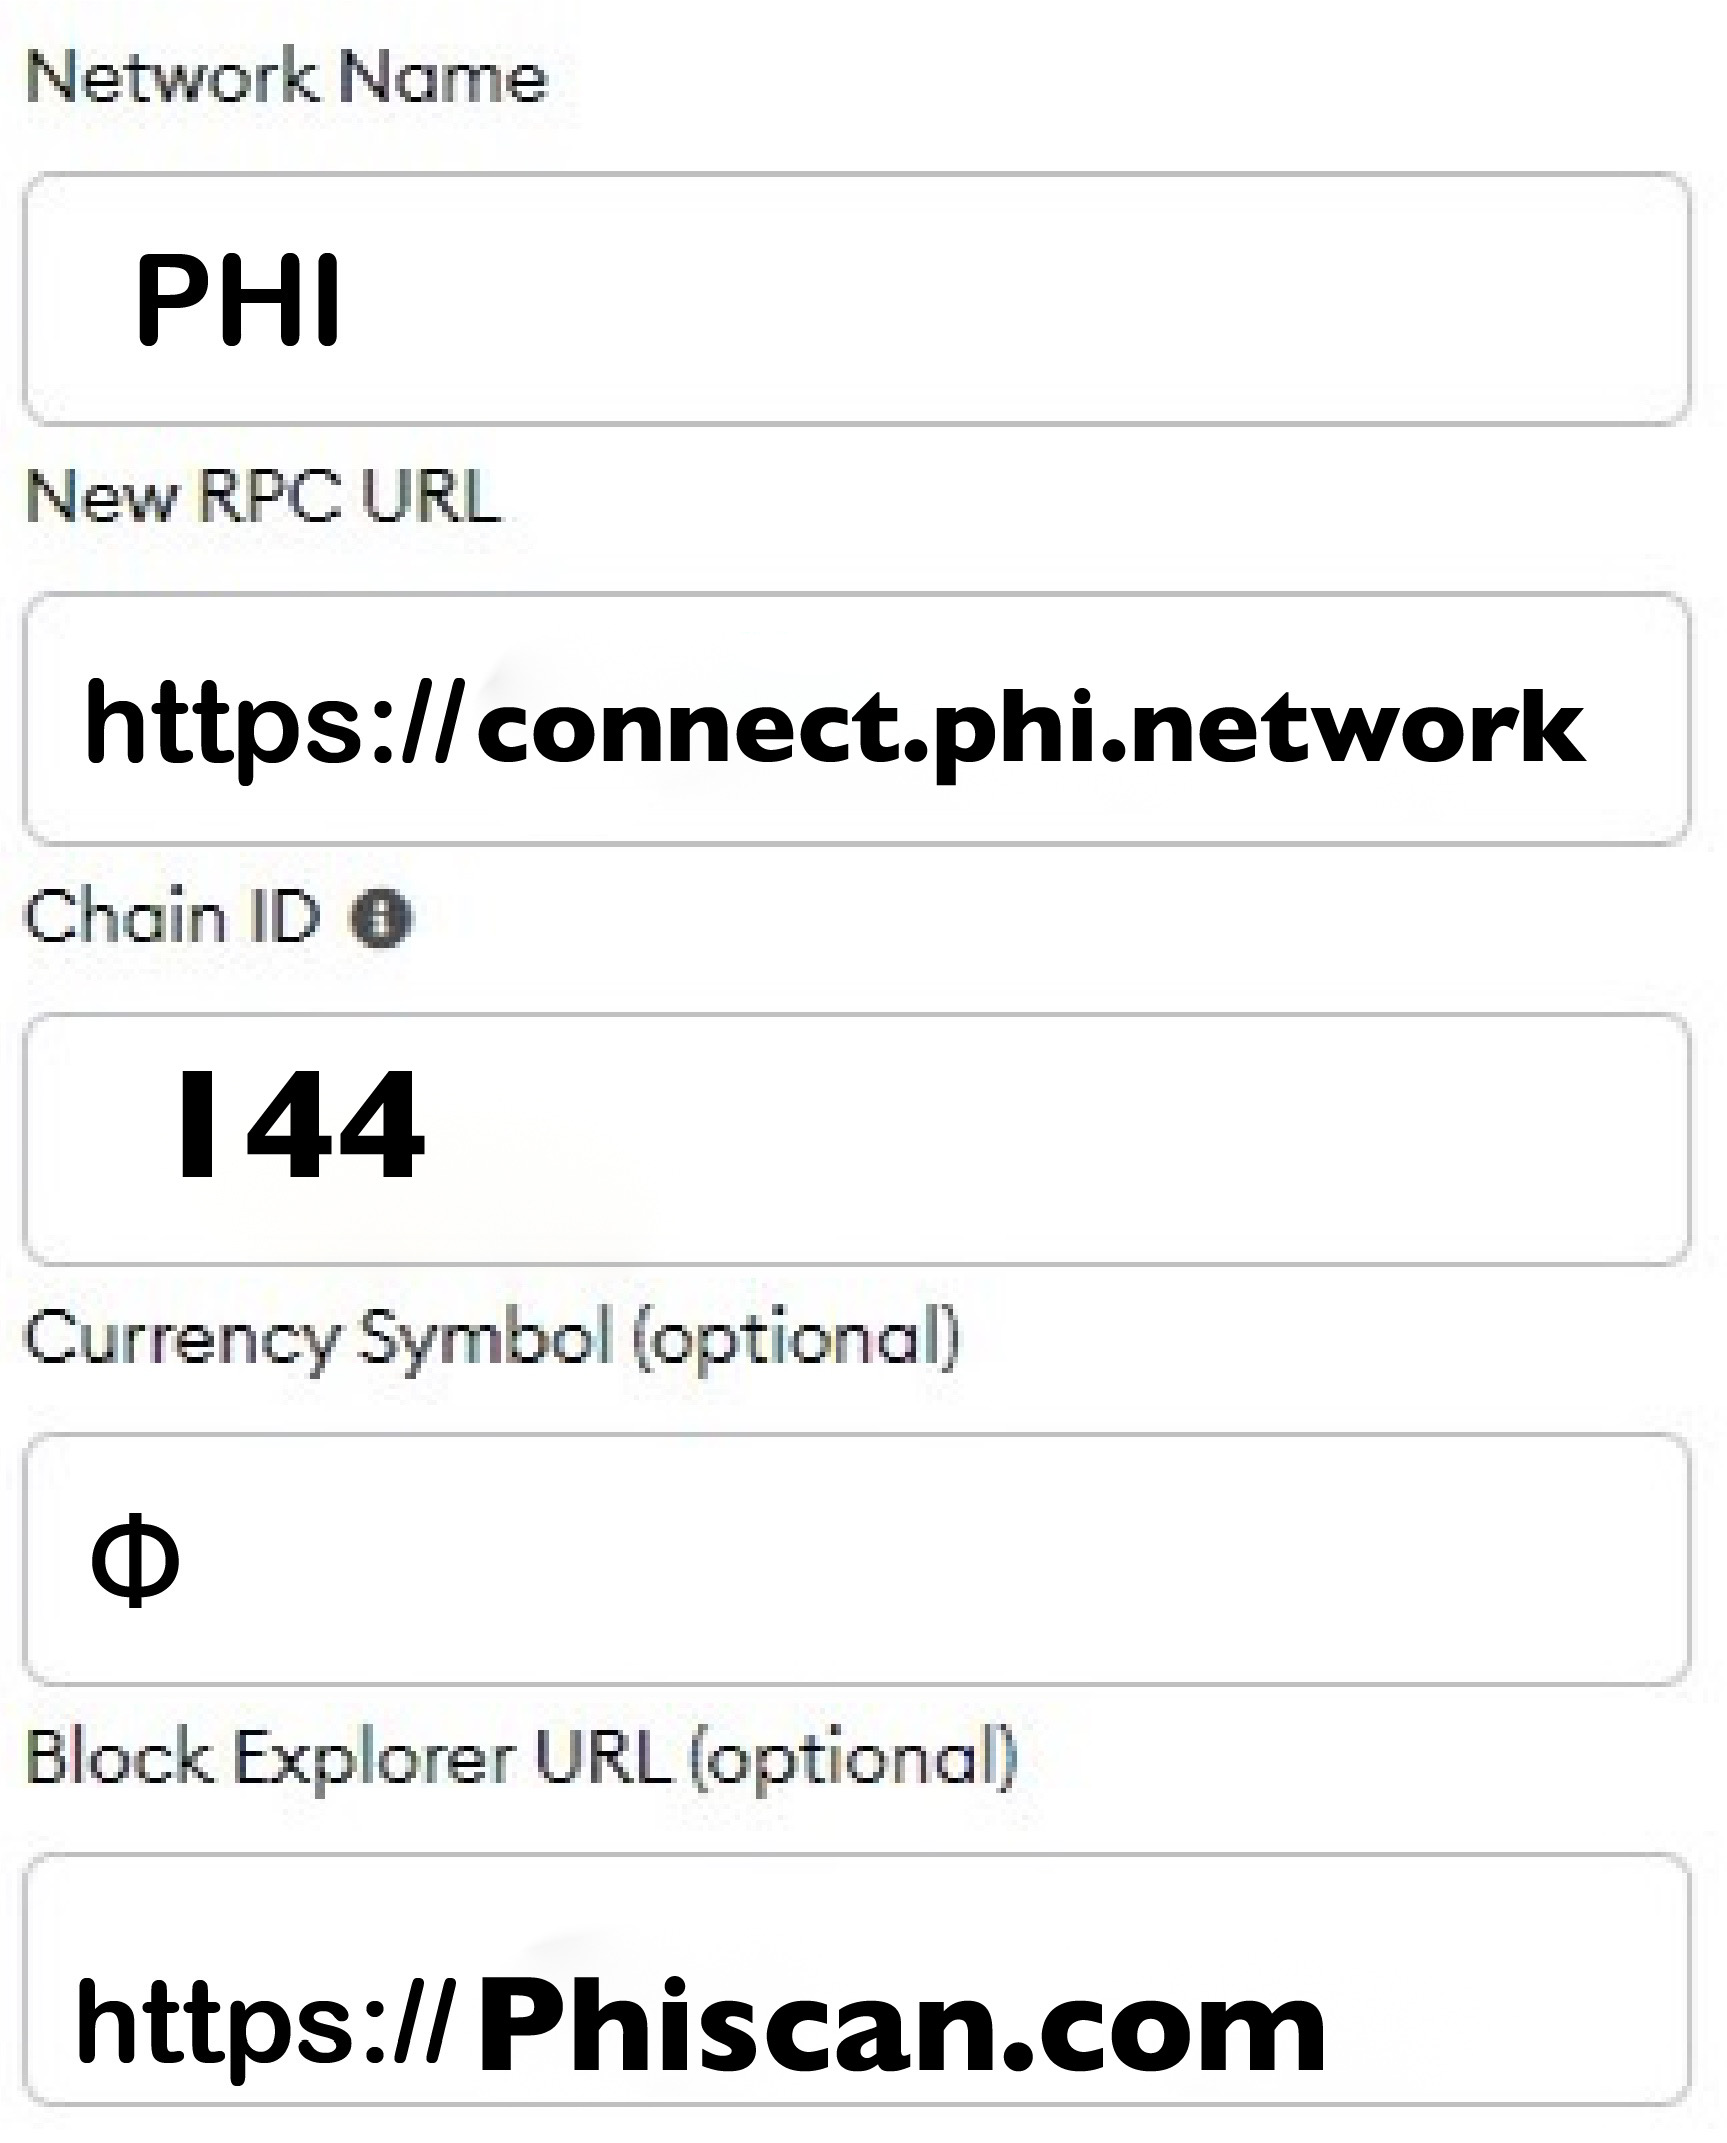 Network Name
PHI
New RPC URL
https://connect.phi.network
Chain ID
144
Currency Symbol (optional)
Φ
Block Explorer URL (optional)
https://Phiscan.com